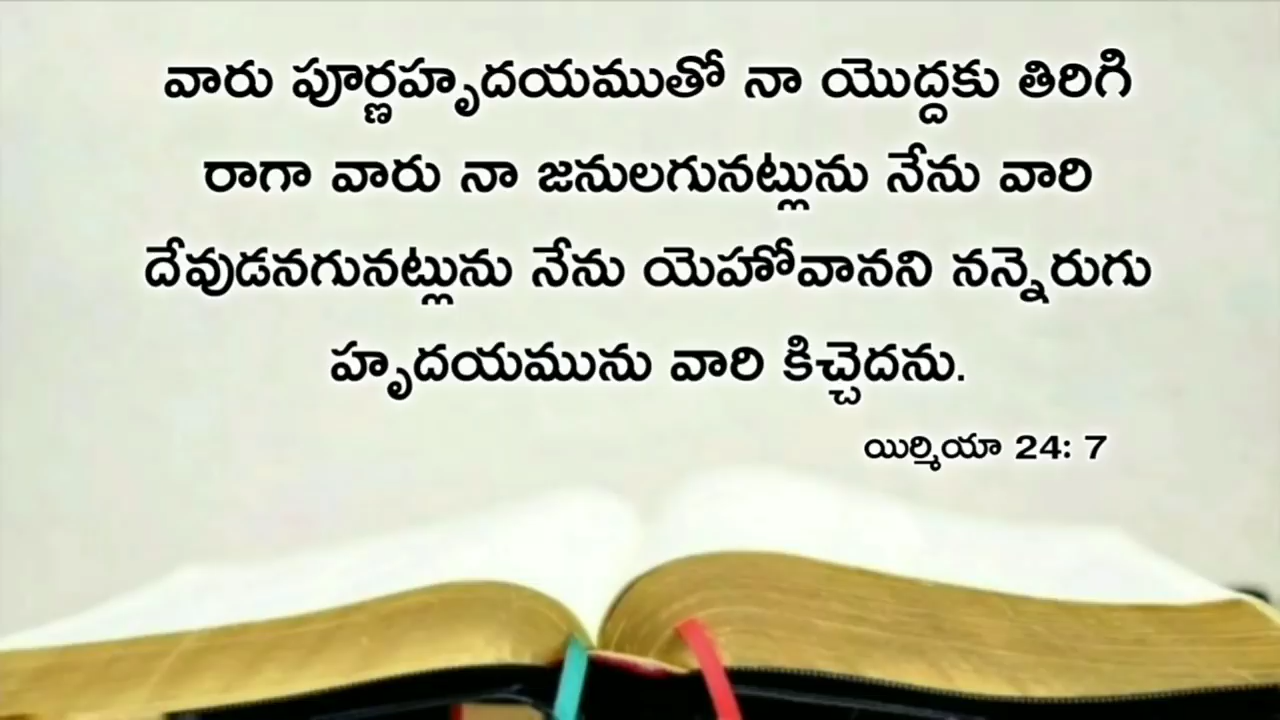 వారు పూర్ణహృదయముతో నా యొద్దకు తిరిగి
రాగా వారు నా జనులగునట్లును నేను వారి
దేవుడనగునట్లును నేను యెహోవానని నన్నెరుగు
హృదయమును వారి కిచ్చెదను.
యిర్మియా 24: 7